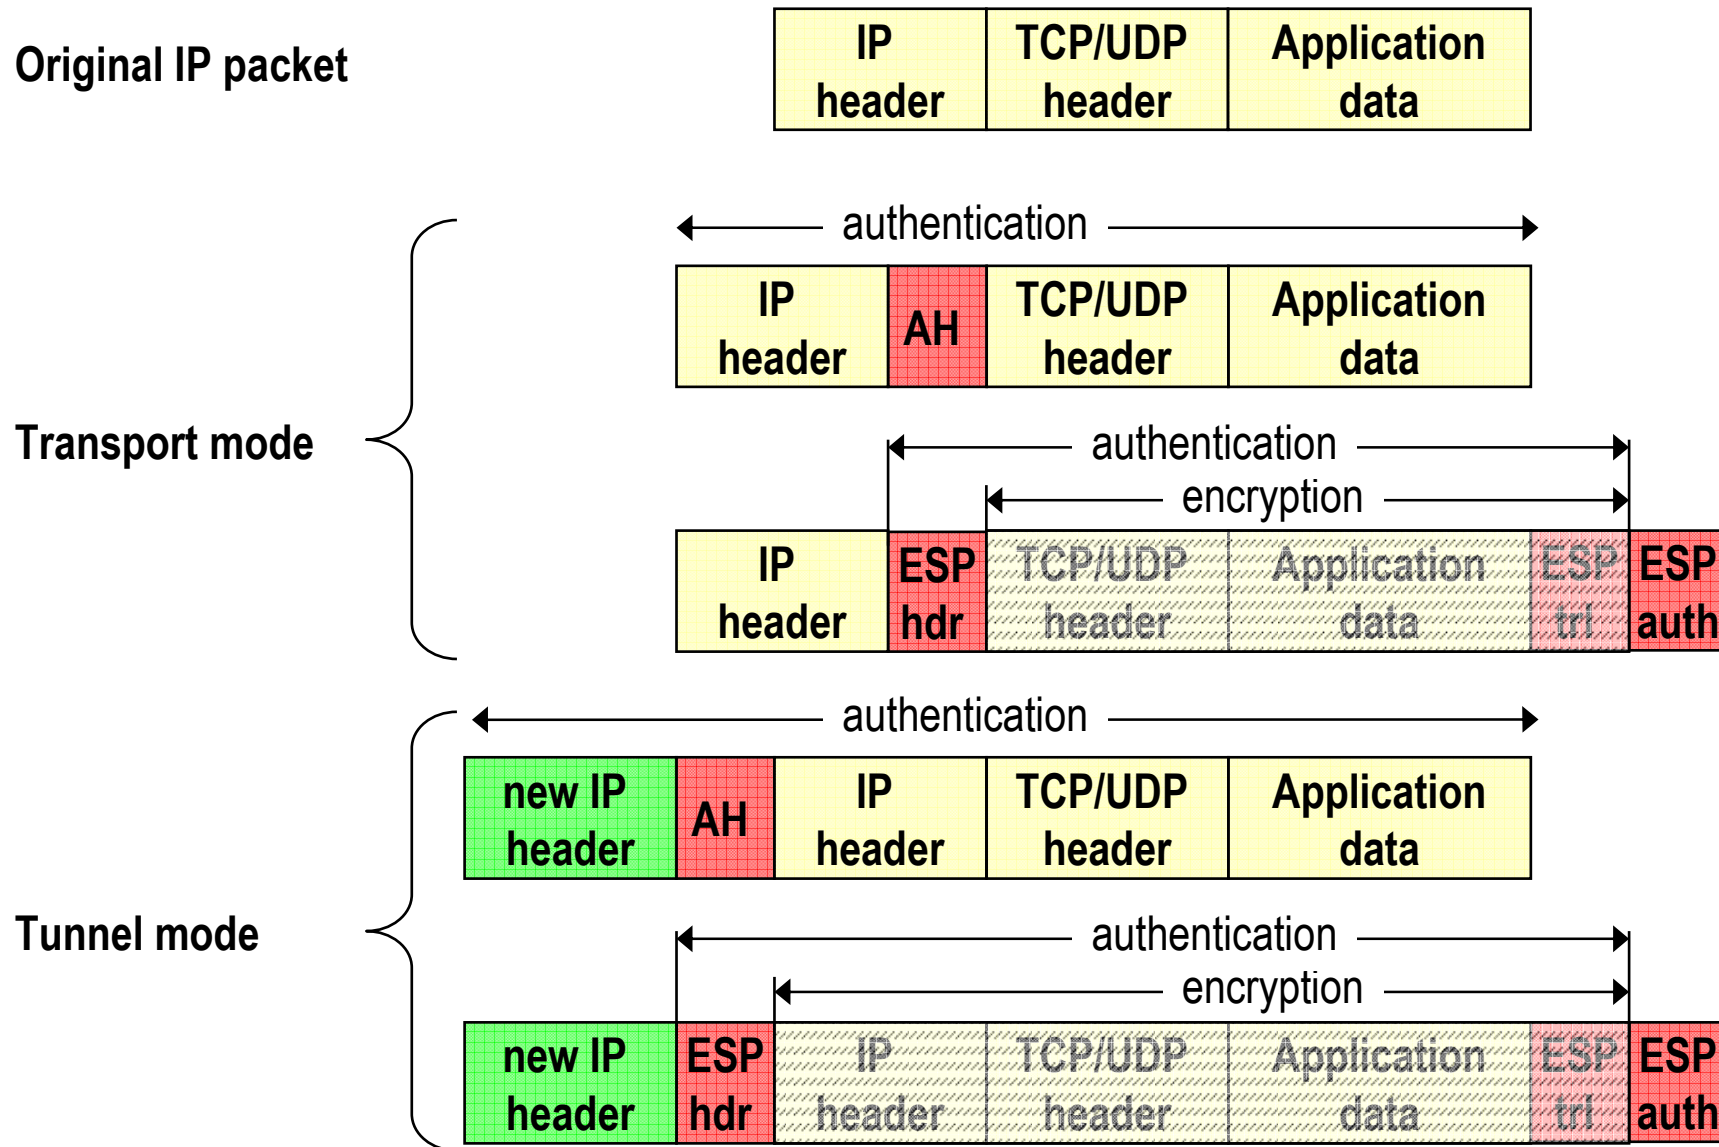 Original IP packet
IP header
TCP/UDP header
Application data
authentication
IP header
AH
TCP/UDP header
Application data
Transport mode
authentication
encryption
IP header
ESP hdr
TCP/UDP header
Application data
ESP trl
ESP auth
authentication
new IP header
AH
IP header
TCP/UDP header
Application data
Tunnel mode
authentication
encryption
new IP header
ESP hdr
IP header
TCP/UDP header
Application data
ESP trl
ESP auth